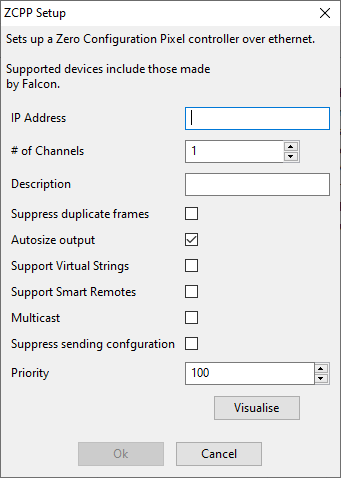 ZCPP Setup
Sets up a Zero Configuration Pixel controller over ethernet.
Supported devices include those made
by Falcon.
IP Address
# of Channels 1
Description
Suppress duplicate frames
Autosize output
Support Virtual Strings
Support Smart Remotes
Multicast
Suppress sending confguration
Priority 100
Visualise
Ok Cancel